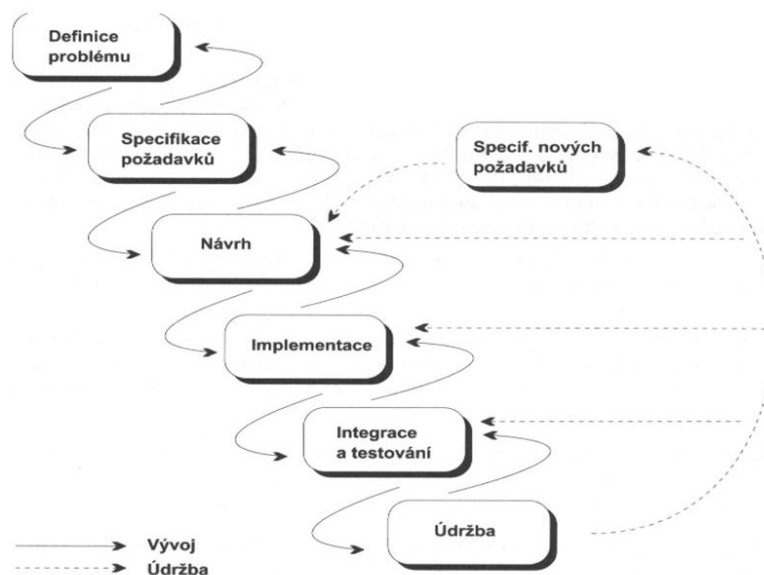 Definice
problému
Specifikace
požadavků
Specif. nových
požadavků
Návrh
Implementace
Integrace
a testování
Údržba
Vývoj
Údržba